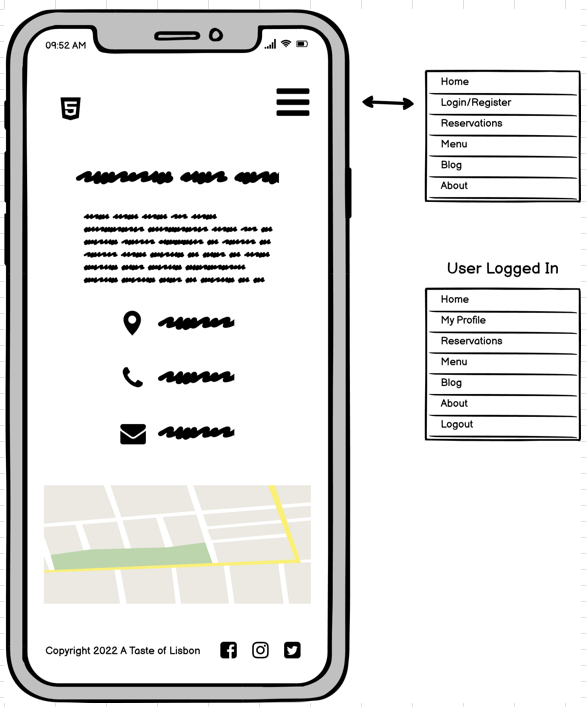 09:52 AM
5
Home
Login/Register
Reservations
Menu
Blog
About
User Logged In
Home
My Profile
Reservations
Menu
Blog
About
Logout
Copyright 2022 A Taste of Lisbon